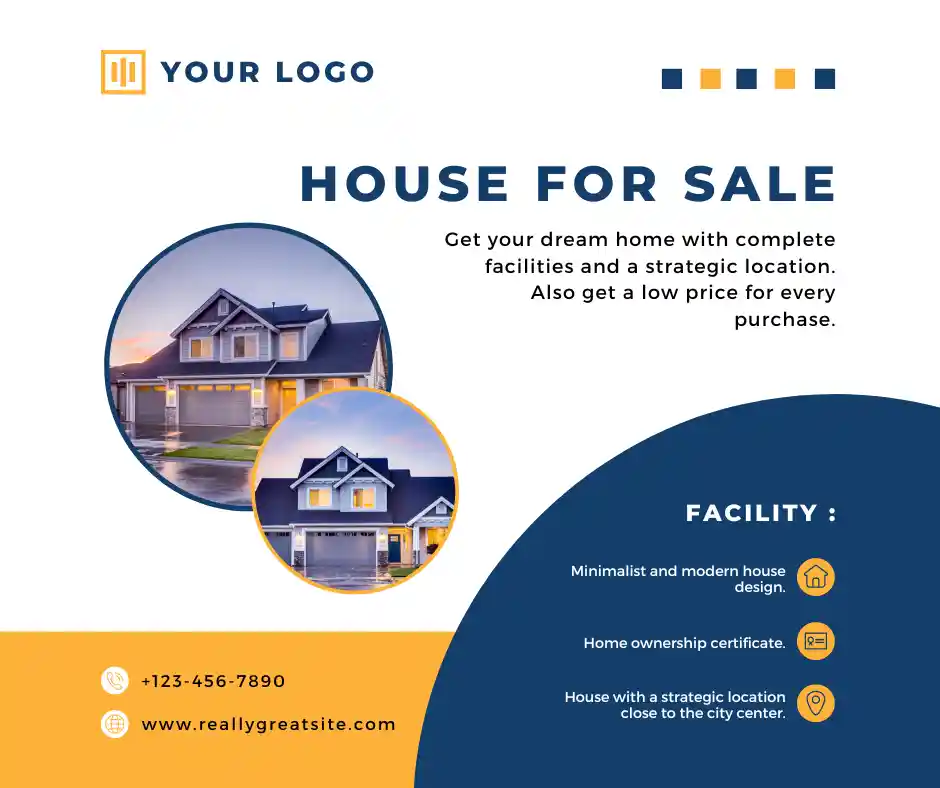 YOUR LOGO
HOUSE FOR SALE
Get your dream home with complete
facilities and a strategic location.
Also get a low price for every
purchase.
FACILITY :
Minimalist and modern house
design.
Home ownership certificate.
House with a strategic location
close to the city center.
+123-456-7890
www.reallygreatsite.com